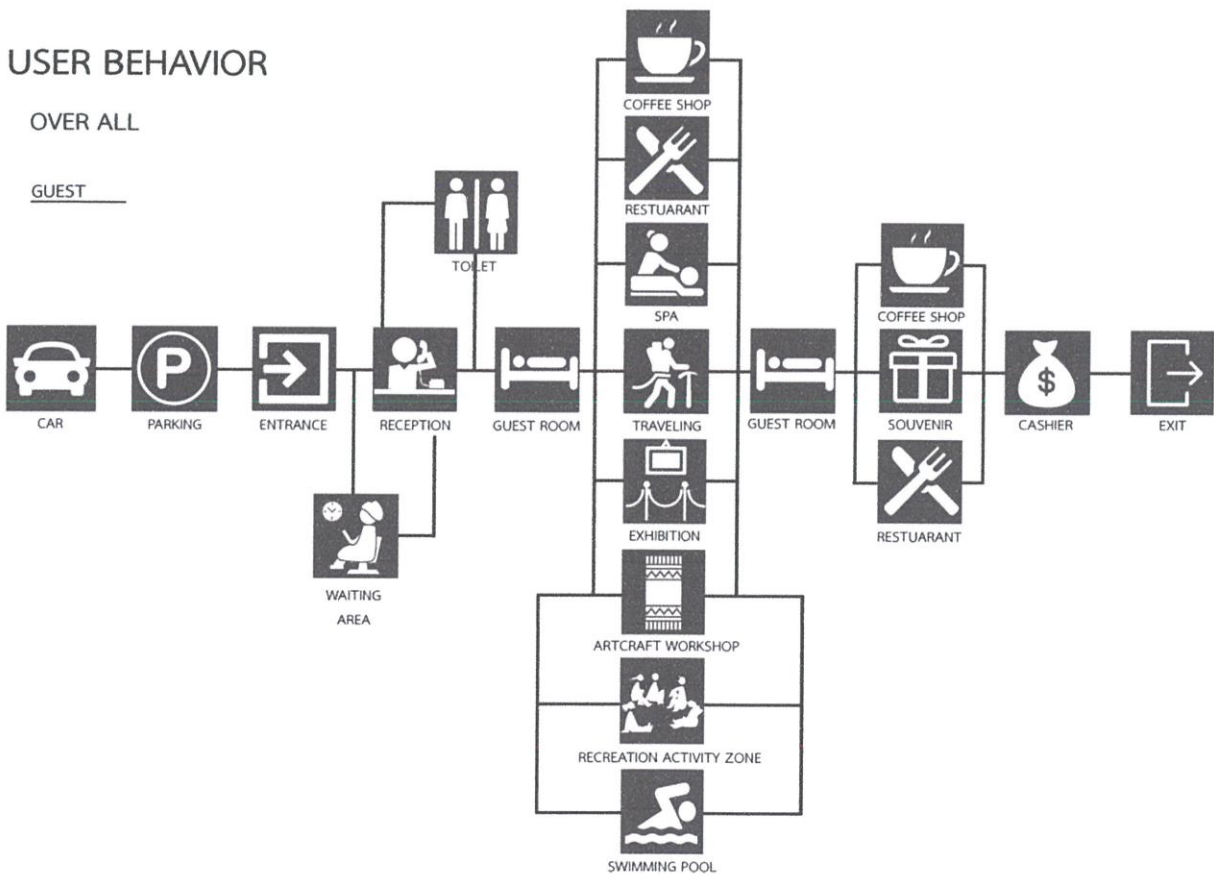 USER BEHAVIOR
OVER ALL
GUEST
COFFEE SHOP
RESTUARANT
TOILET
SPA
COFFEE SHOP
P
$
CAR
PARKING
ENTRANCE
RECEPTION
GUEST ROOM
TRAVELING
GUEST ROOM
SOUVENIR
CASHIER
EXIT
EXHIBITION
RESTUARANT
WAITING
AREA
ARTCRAFT WORKSHOP
RECREATION ACTIVITY ZONE
SWIMMING POOL